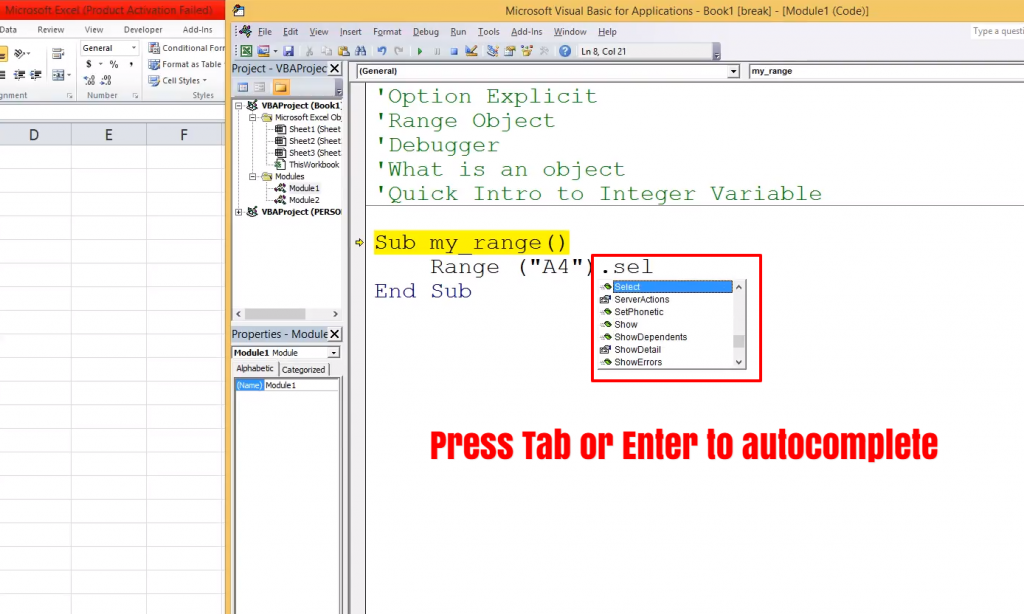 Microsoft Excel (Product Activation Failed)
Data Review View Developer Add-Ins
General
Conditional Form
$ % ,
Format as Table
Cell Styles
gnment Number Styles
D E F
Microsoft Visual Basic for Applications - Book1 [break] - [Module1 (Code)]
File Edit View Insert Format Debug Run Tools Add-Ins Window Help
Type a questi
Ln 8, Col 21
Project - VBAProjec
VBAProject (Book1
Microsoft Excel Ob
Sheet1 (Sheet
Sheet2 (Sheet
Sheet3 (Sheet
ThisWorkbook
Modules
Module1
Module2
VBAProject (PERSO
Properties - Module
Module1 Module
Alphabetic Categorized
(Name) Module1
(General) my_range
'Option Explicit
'Range Object
'Debugger
'What is an object
'Quick Intro to Integer Variable
Sub my_range()
Range ("A4").sel
End Sub
Select
ServerActions
SetPhonetic
Show
ShowDependents
ShowDetail
ShowErrors
Press Tab or Enter to autocomplete